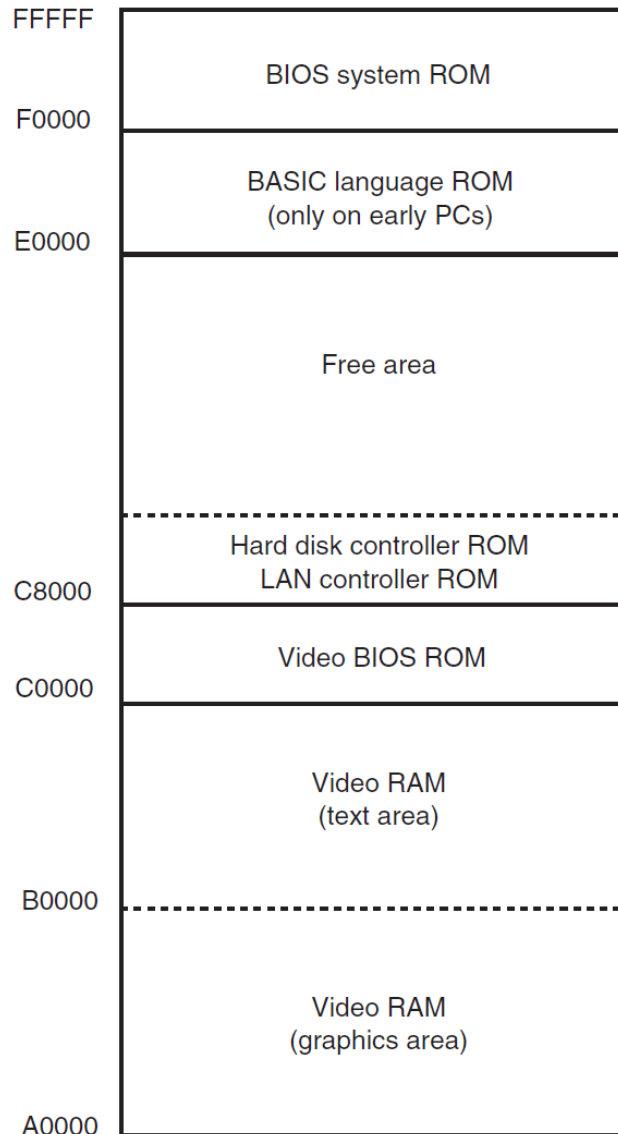 FFFFF
BIOS system ROM
F0000
BASIC language ROM
(only on early PCs)
E0000
Free area
Hard disk controller ROM
LAN controller ROM
C8000
Video BIOS ROM
C0000
Video RAM
(text area)
B0000
Video RAM
(graphics area)
A0000